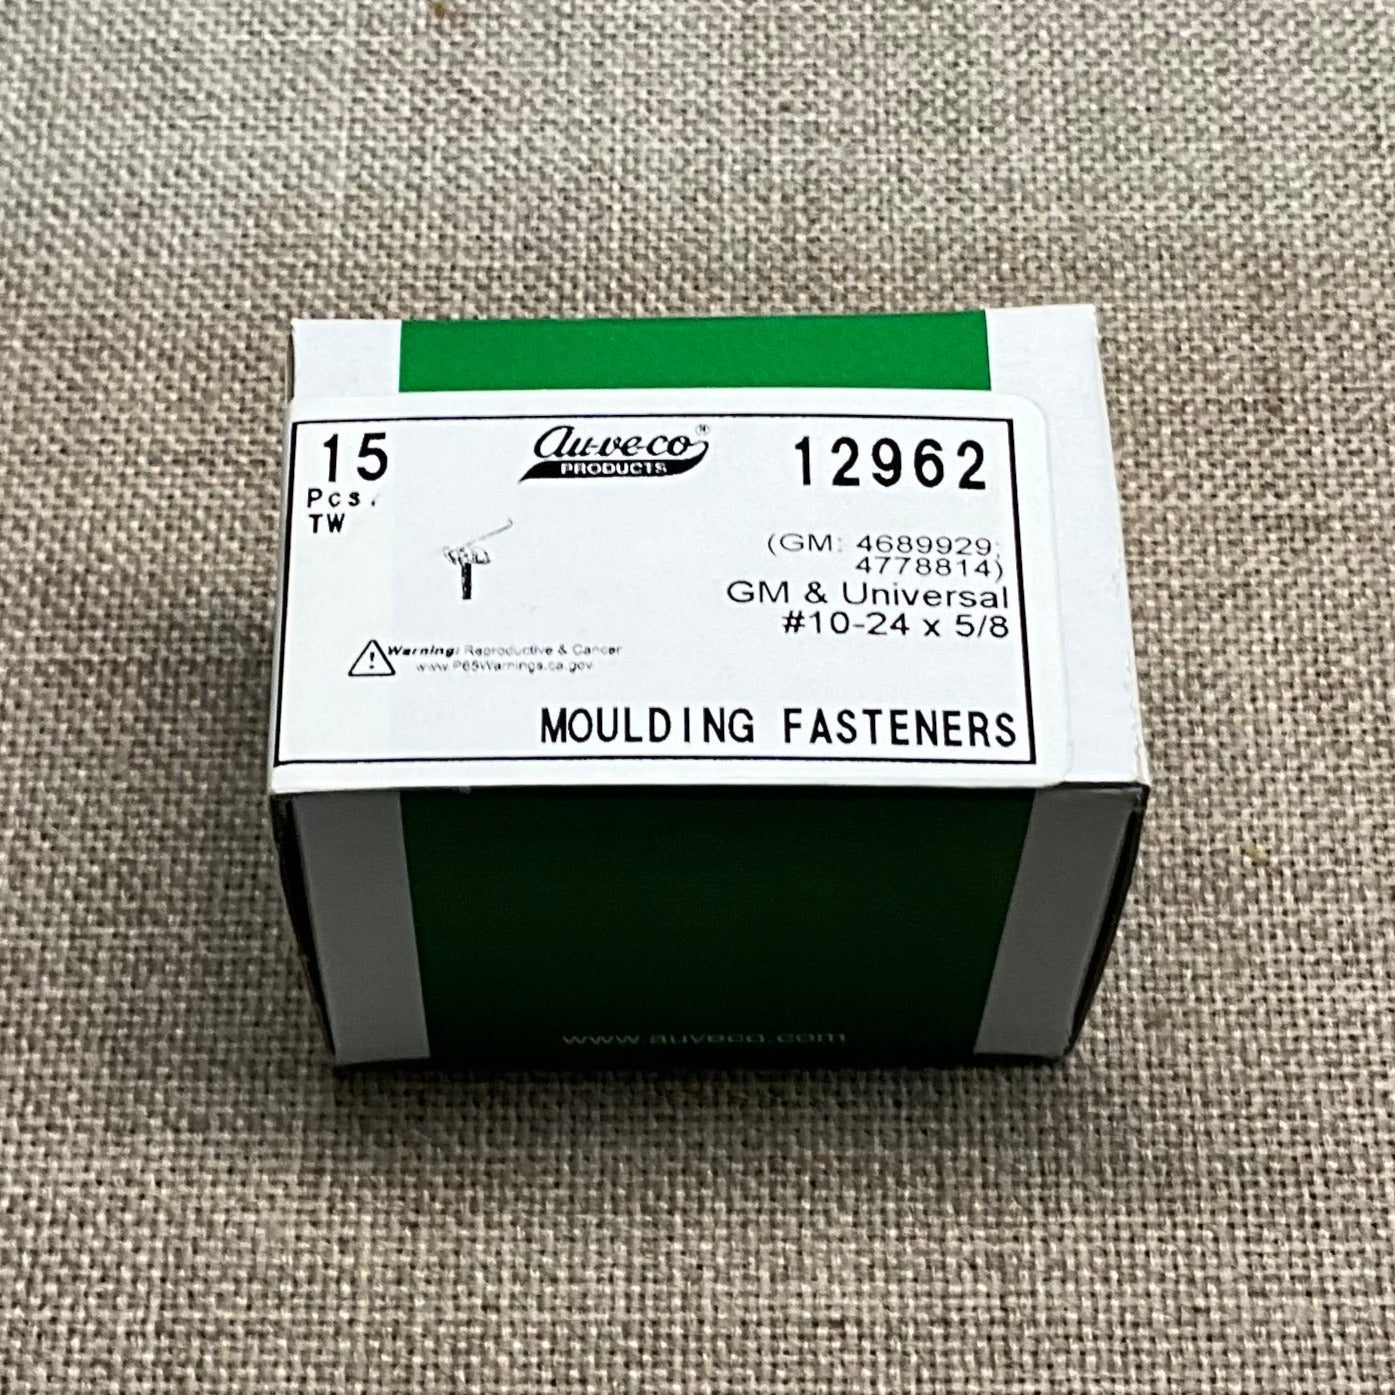 15
Pcs.
TW
au-ve-co®
PRODUCTS
12962
(GM: 4689929;
4778814)
GM & Universal
#10-24 x 5/8
Warning: Reproductive & Cancer
www.P65Warnings.ca.gov
MOULDING FASTENERS
www.auveco.com